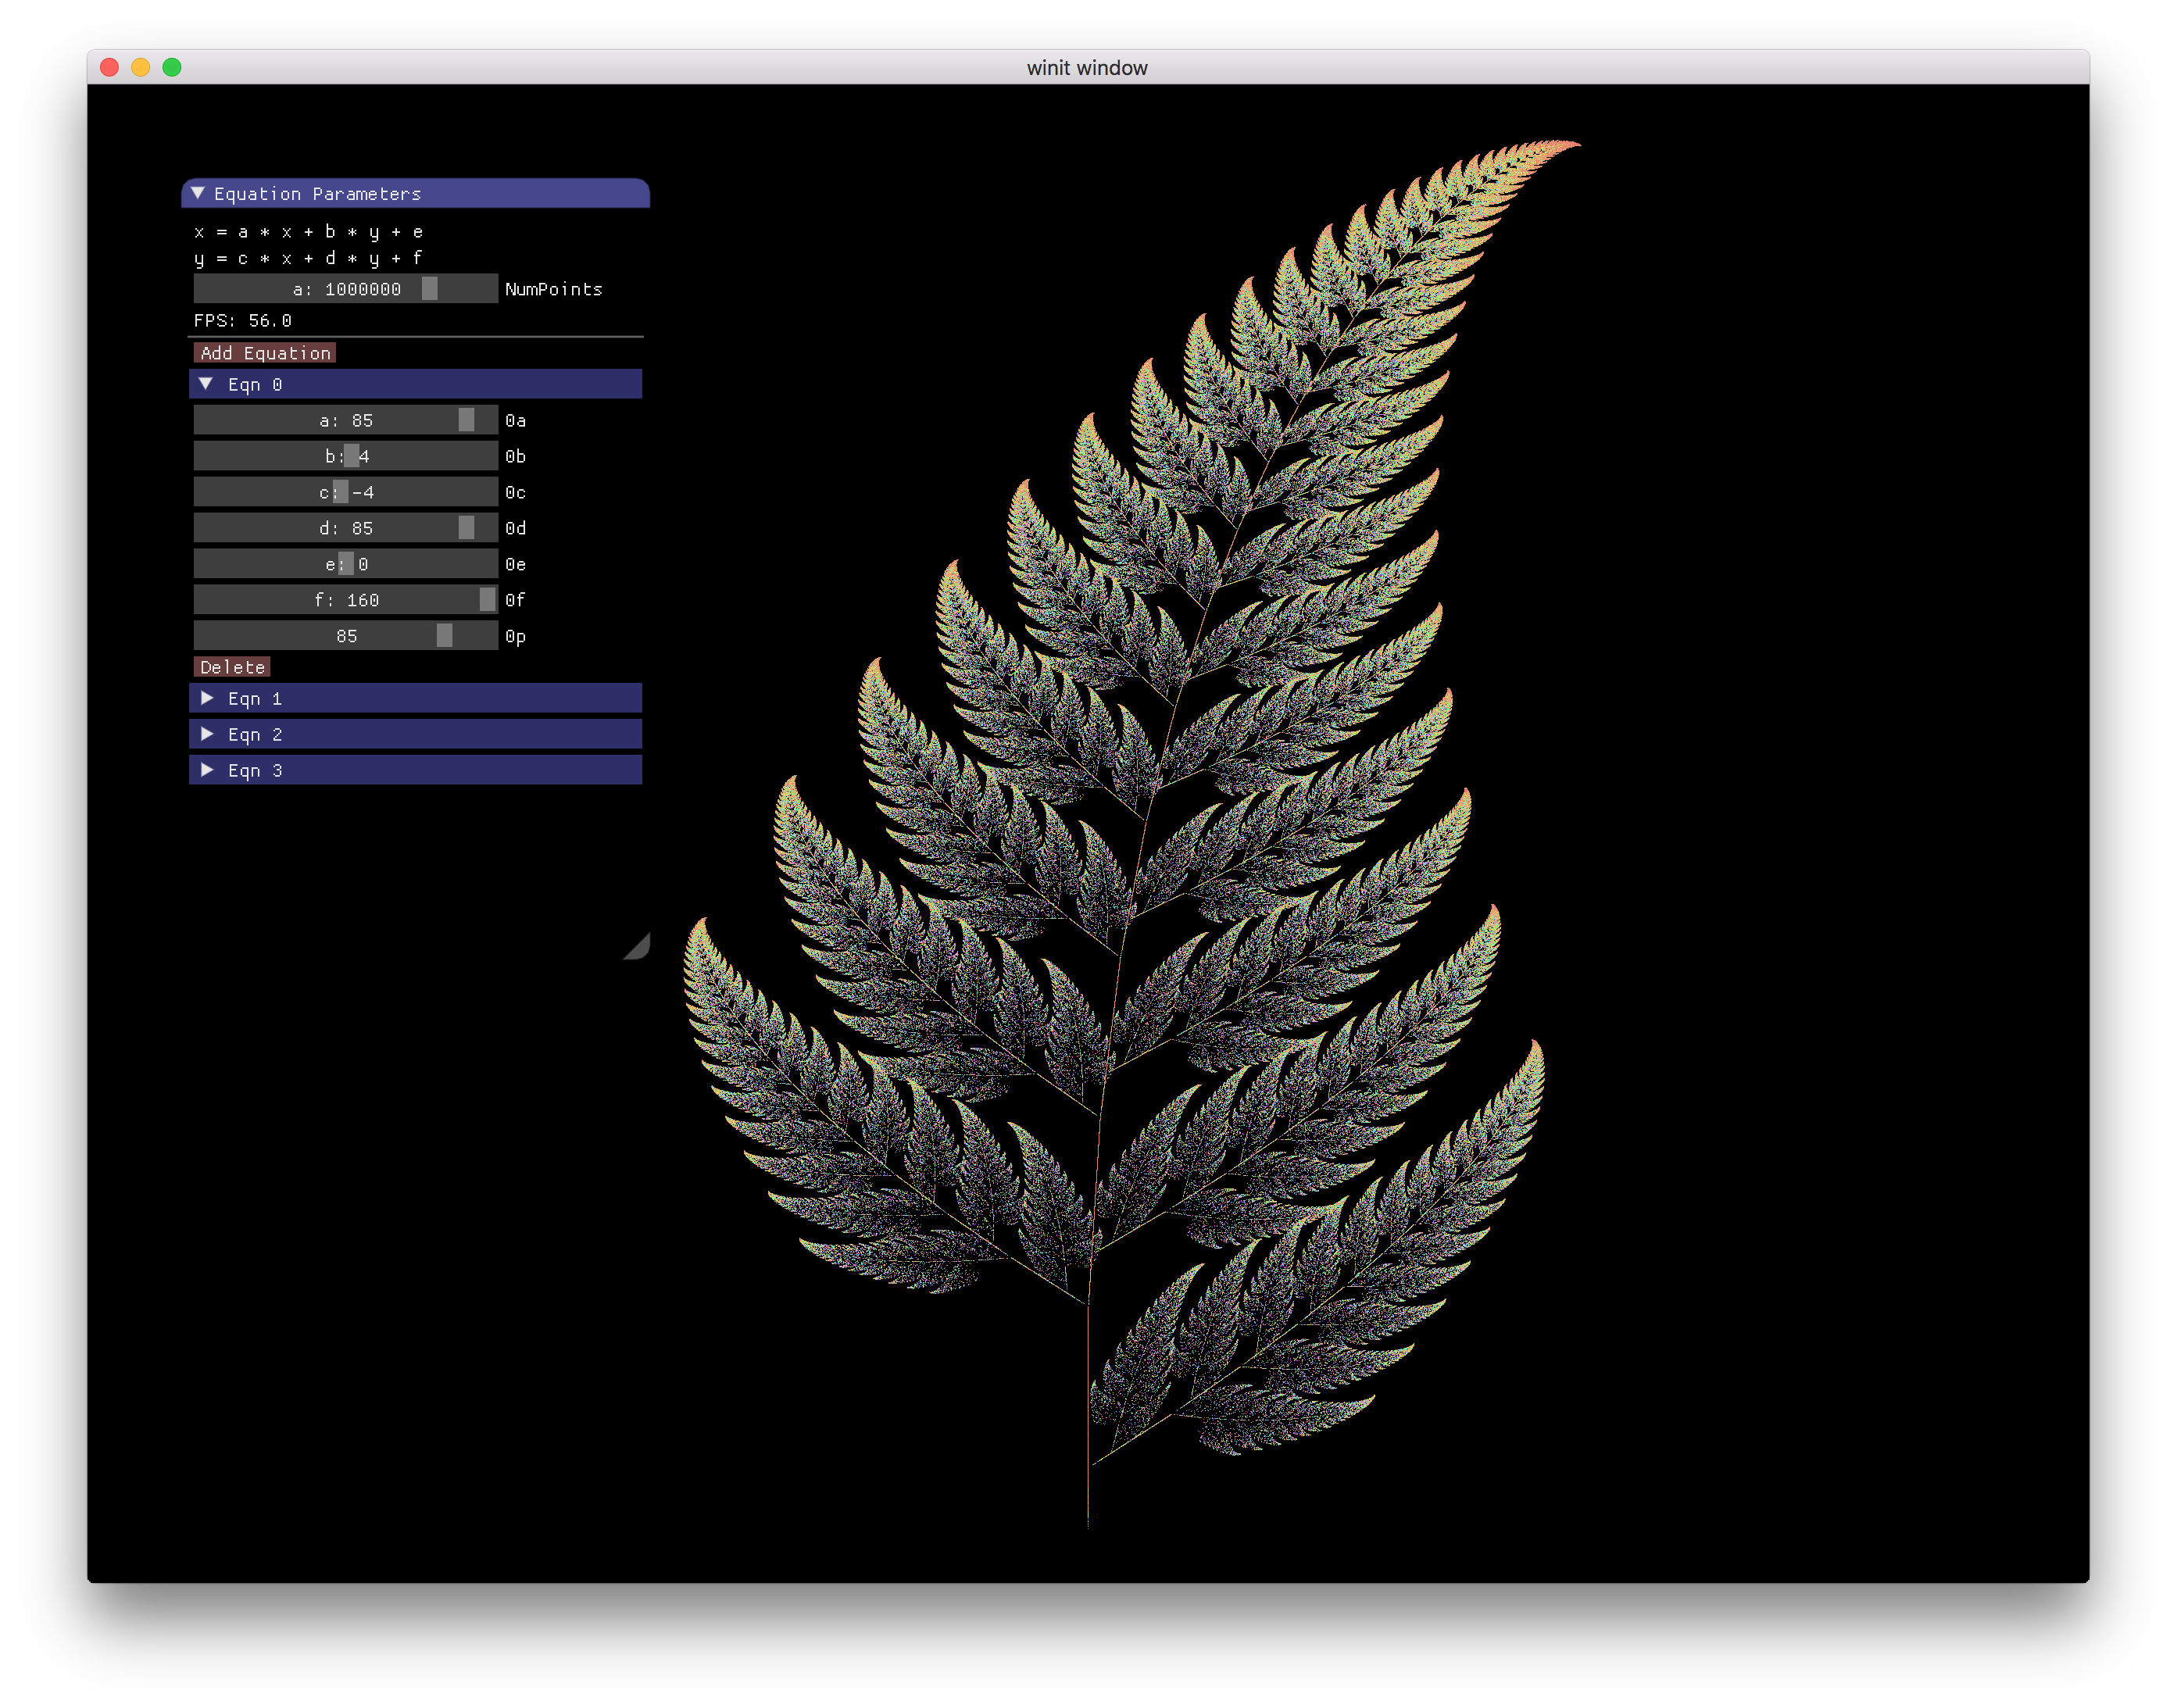 winit window
Equation Parameters
x = a * x + b * y + e
y = c * x + d * y + f
a: 1000000 NumPoints
FPS: 56.0
Add Equation
Eqn 0
a: 85 0a
b: 4 0b
c: -4 0c
d: 85 0d
e: 0 0e
f: 160 0f
85 0p
Delete
Eqn 1
Eqn 2
Eqn 3